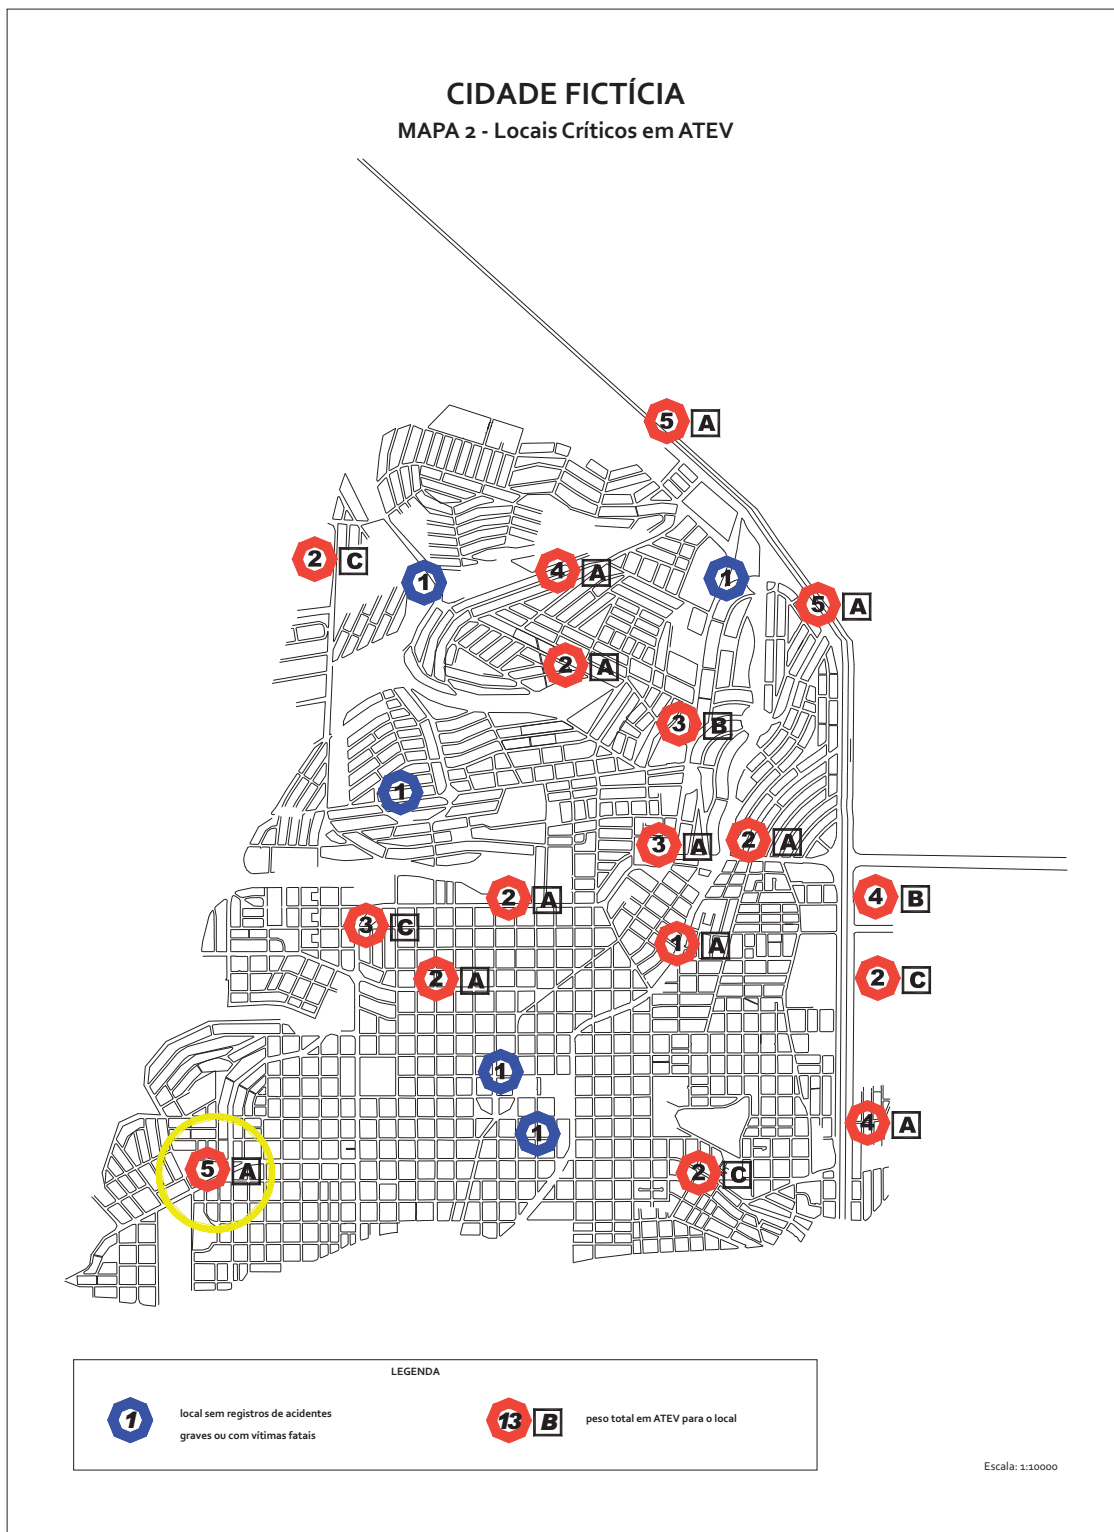 CIDADE FICTÍCIA
MAPA 2 - Locais Críticos em ATEV
5 A
2 C
1
4 A
1
5 A
2 A
3 B
1
3 A
2 A
2 A
4 B
3 C
1 A
2 A
2 C
1
1
4 A
5 A
2 C
LEGENDA
1
local sem registros de acidentes
graves ou com vítimas fatais
13 B
peso total em ATEV para o local
Escala: 1:10000